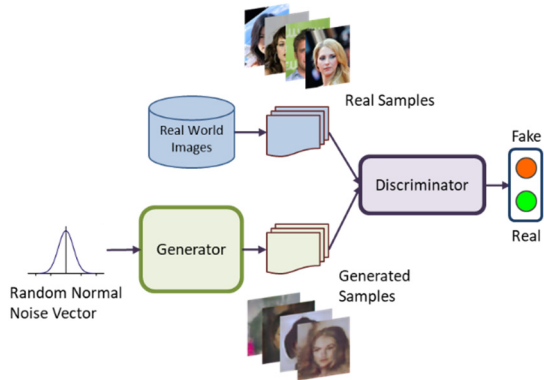 Real Samples
Real World
Images
Fake
Discriminator
Real
Generator
Random Normal
Noise Vector
Generated
Samples